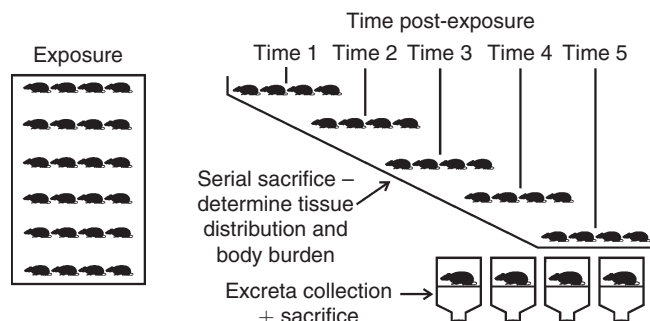 Time post-exposure
Exposure
Time 1 Time 2 Time 3 Time 4 Time 5
Serial sacrifice –
determine tissue
distribution and
body burden
Excreta collection
+ sacrifice